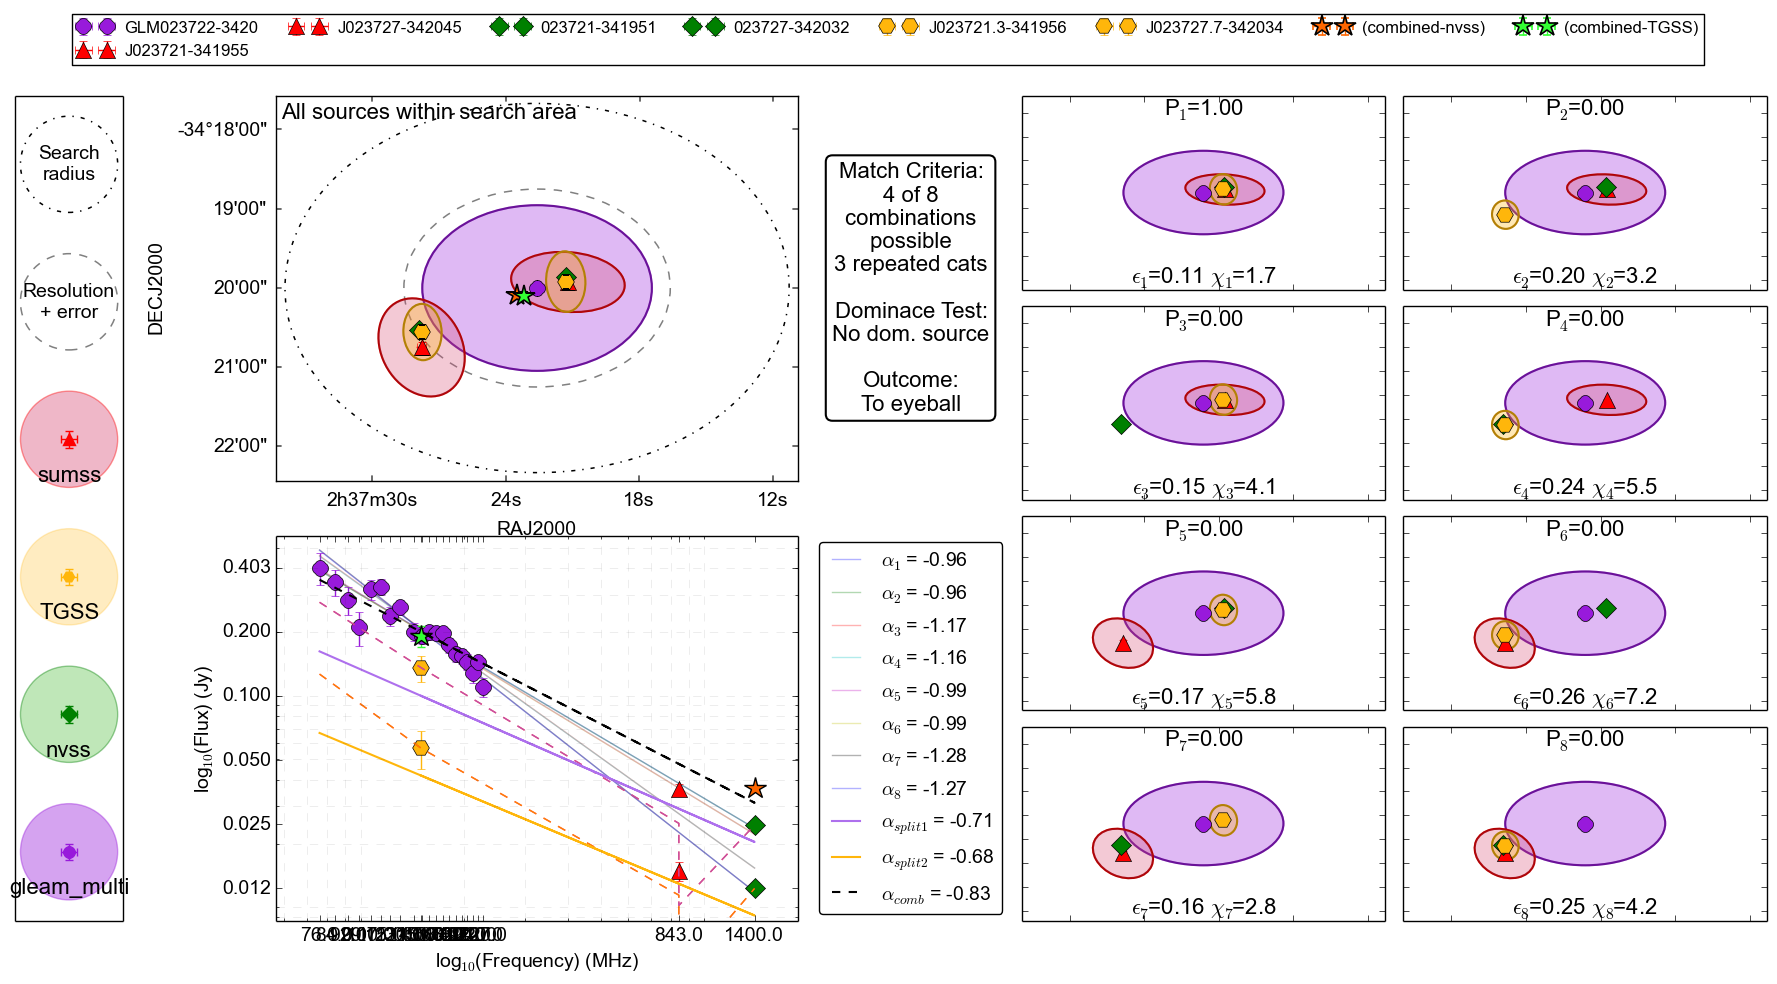 GLM023722-3420 J023727-342045 023721-341951 023727-342032 J023721.3-341956 J023727.7-342034 (combined-nvss) (combined-TGSS)
J023721-341955
Search
radius
Resolution
+ error
sumss
TGSS
nvss
gleam_multi
All sources within search area
DECJ2000
-34°18'00"
19'00"
20'00"
21'00"
22'00"
2h37m30s 24s 18s 12s
RAJ2000
Match Criteria:
4 of 8
combinations
possible
3 repeated cats
Dominace Test:
No dom. source
Outcome:
To eyeball
log10(Flux) (Jy)
0.403
0.200
0.100
0.050
0.025
0.012
843.0 1400.0
log10(Frequency) (MHz)
α1 = -0.96
α2 = -0.96
α3 = -1.17
α4 = -1.16
α5 = -0.99
α6 = -0.99
α7 = -1.28
α8 = -1.27
αsplit1 = -0.71
αsplit2 = -0.68
αcomb = -0.83
P1=1.00
ϵ1=0.11 χ1=1.7
P2=0.00
ϵ2=0.20 χ2=3.2
P3=0.00
ϵ3=0.15 χ3=4.1
P4=0.00
ϵ4=0.24 χ4=5.5
P5=0.00
ϵ5=0.17 χ5=5.8
P6=0.00
ϵ6=0.26 χ6=7.2
P7=0.00
ϵ7=0.16 χ7=2.8
P8=0.00
ϵ8=0.25 χ8=4.2